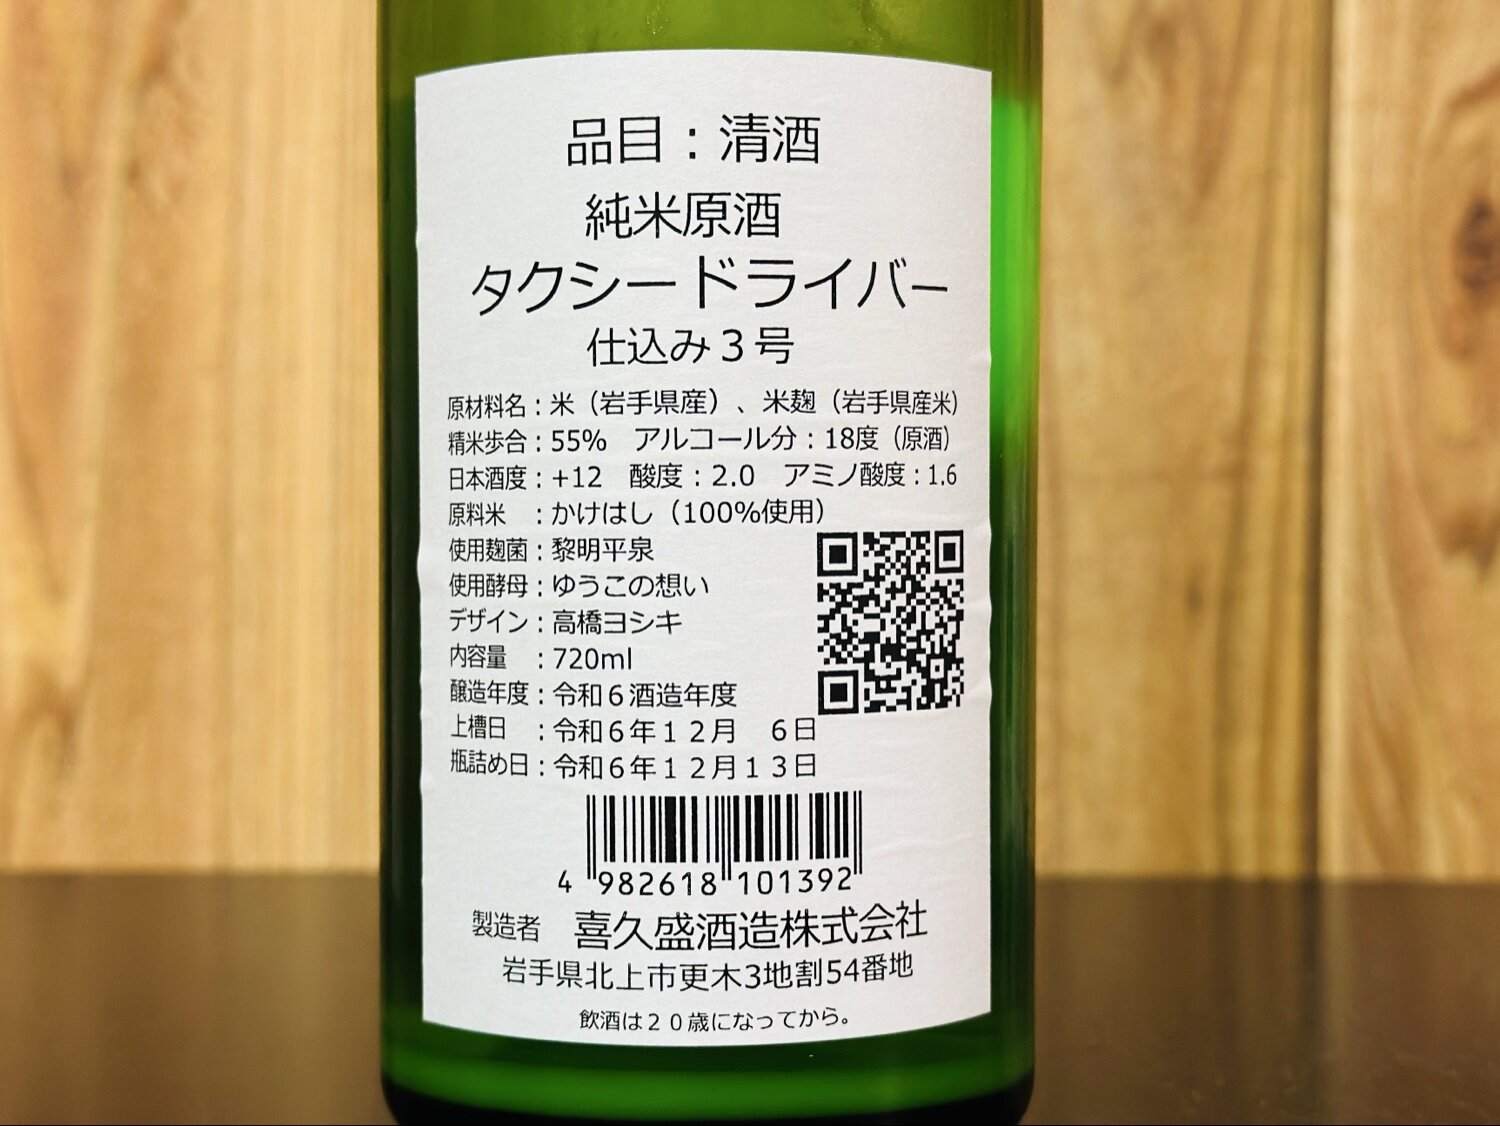 品目：清酒
純米原酒
タクシードライバー
仕込み３号
原材料名：米（岩手県産）、米麹（岩手県産米）
精米歩合：55%　アルコール分：18度（原酒）
日本酒度：+12　酸度：2.0　アミノ酸度：1.6
原料米　：かけはし（100%使用）
使用麹菌：黎明平泉
使用酵母：ゆうこの想い
デザイン：高橋ヨシキ
内容量　：720ml
醸造年度：令和６酒造年度
上槽日　：令和６年１２月　６日
瓶詰め日：令和６年１２月１３日
4 982618 101392
製造者　喜久盛酒造株式会社
岩手県北上市更木3地割54番地
飲酒は２０歳になってから。